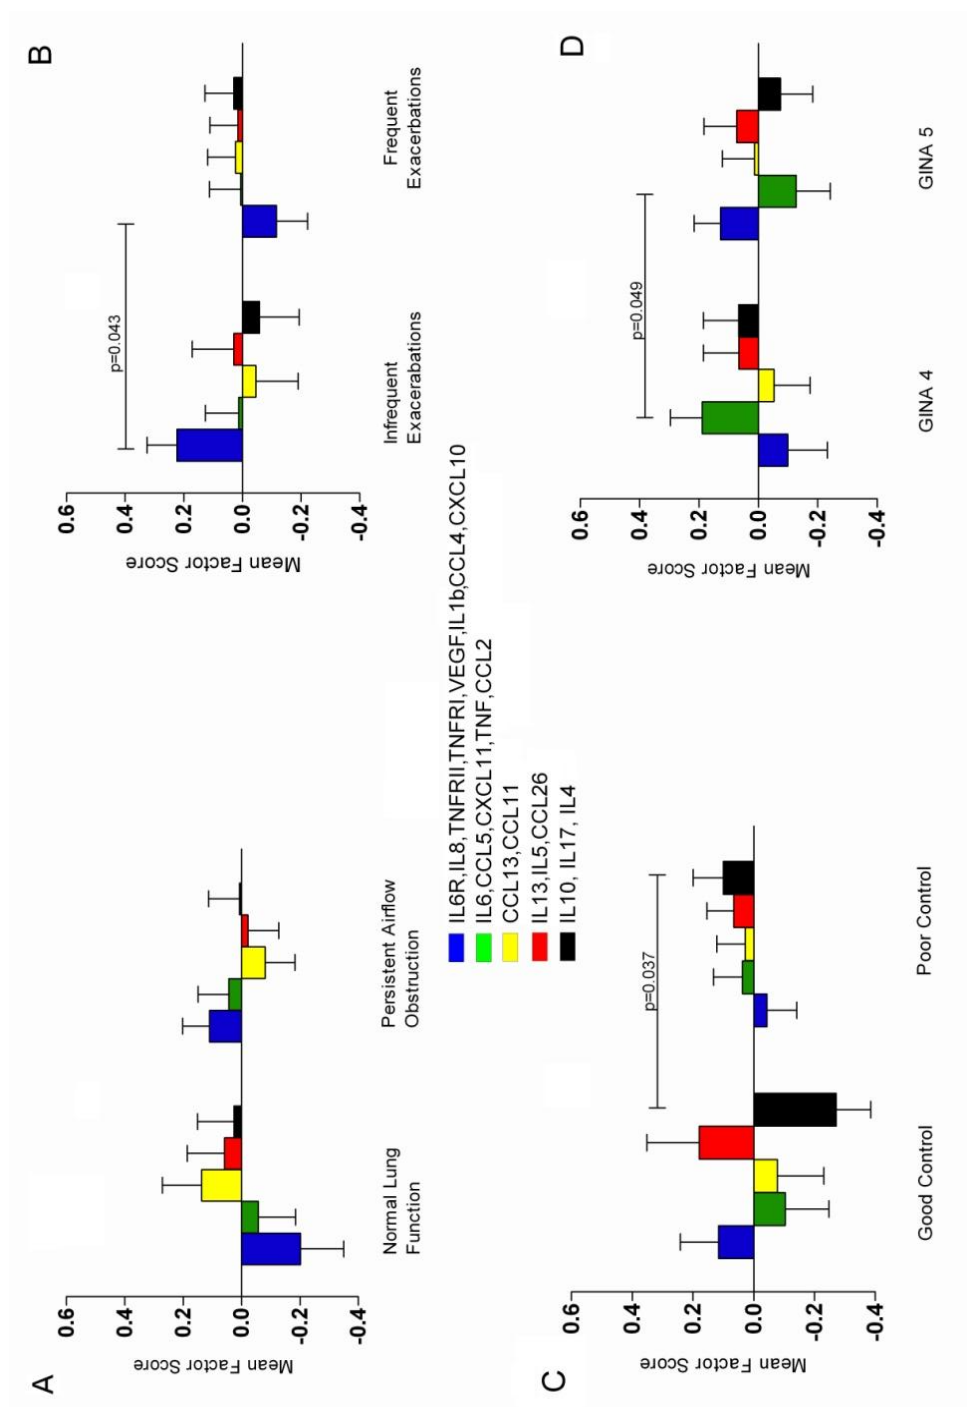 A
Mean Factor Score
0.6
0.4
0.2
0.0
-0.2
-0.4
Normal Lung
Function
Persistent Airflow
Obstruction
B
Mean Factor Score
0.6
0.4
0.2
0.0
-0.2
-0.4
p=0.043
Infrequent
Exacerabations
Frequent
Exacerbations
IL6R,IL8,TNFRII,TNFRI,VEGF,IL1b,CCL4,CXCL10
IL6,CCL5,CXCL11,TNF,CCL2
CCL13,CCL11
IL13,IL5,CCL26
IL10, IL17, IL4
C
Mean Factor Score
0.6
0.4
0.2
0.0
-0.2
-0.4
p=0.037
Good Control
Poor Control
D
Mean Factor Score
0.6
0.4
0.2
0.0
-0.2
-0.4
p=0.049
GINA 4
GINA 5